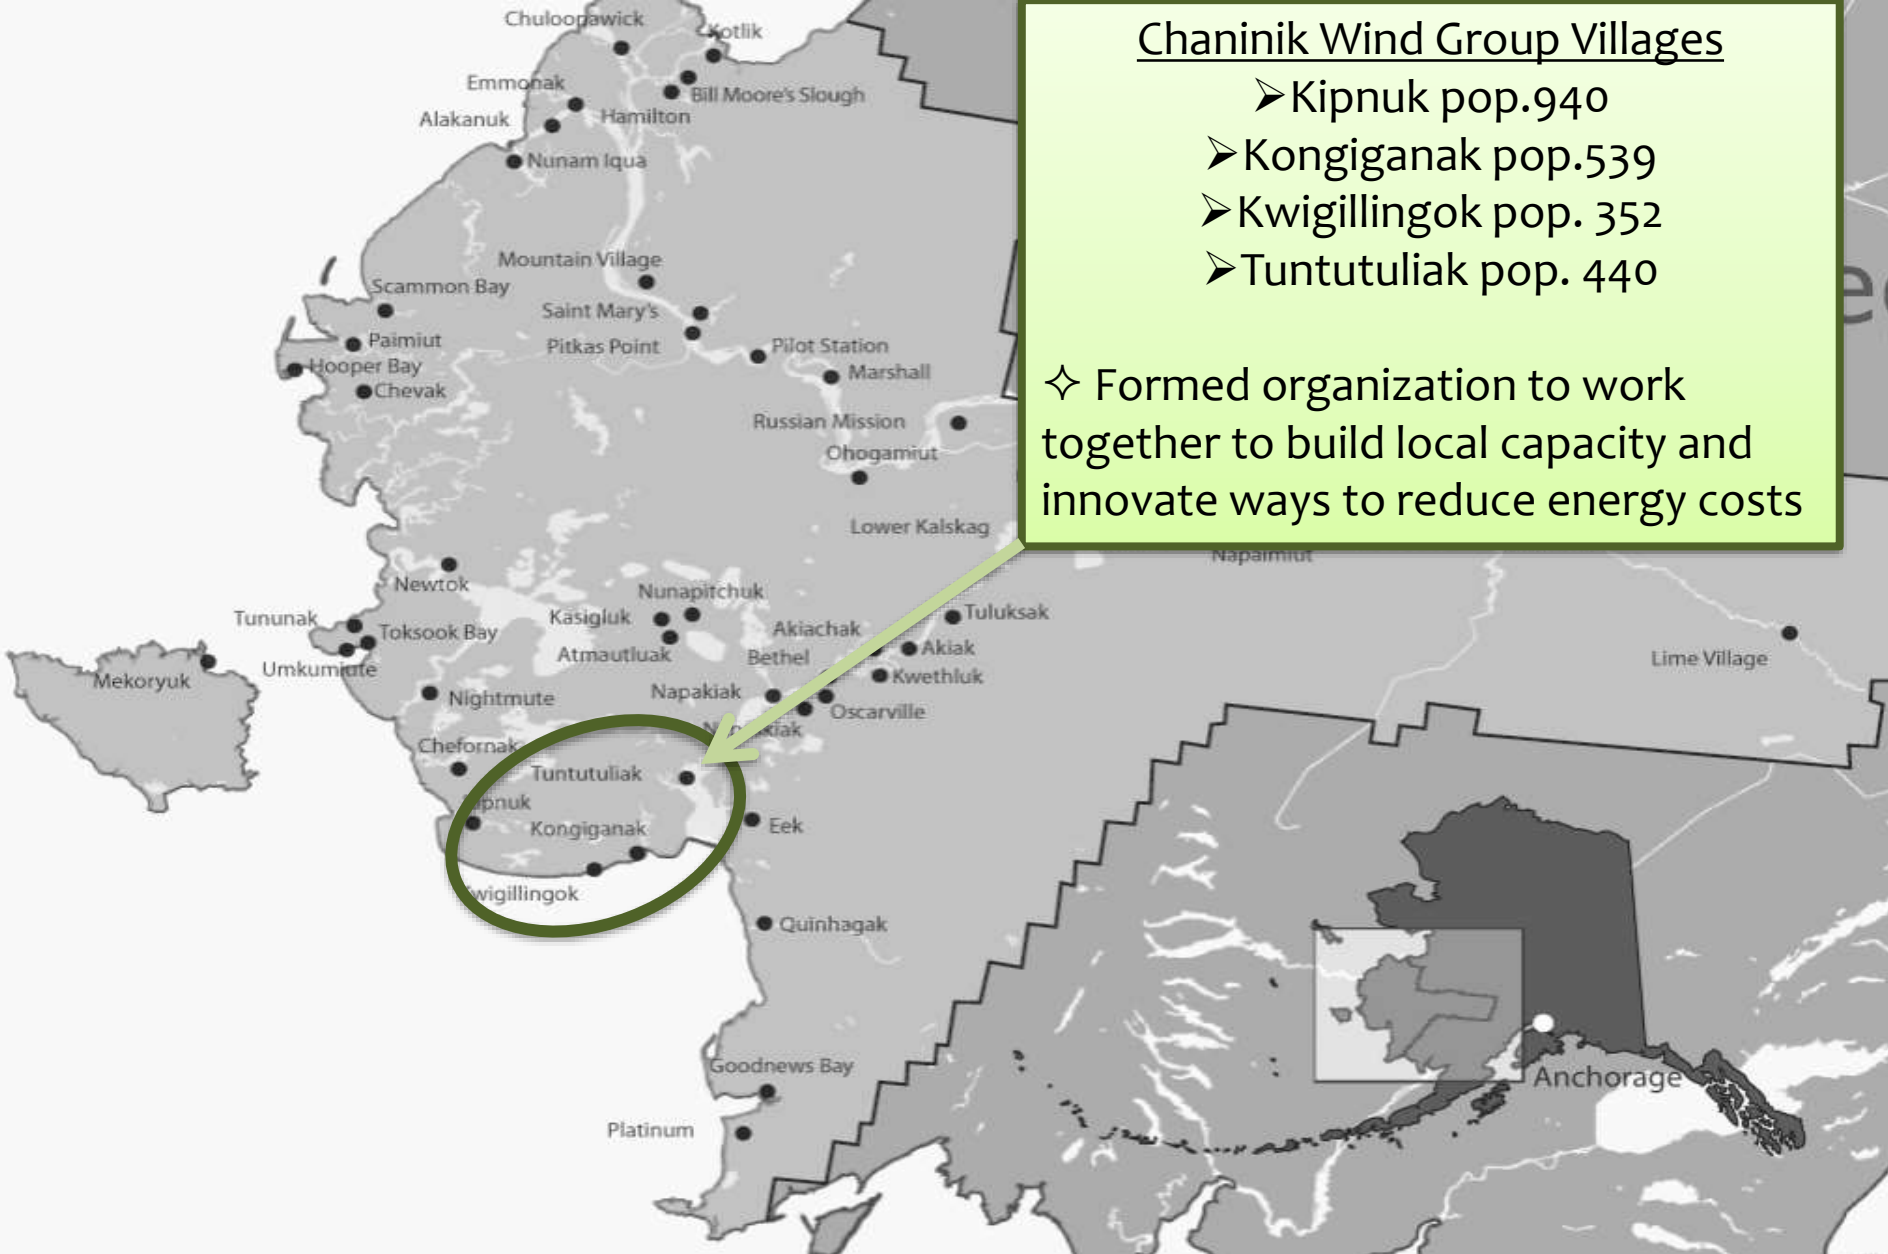 Chaninik Wind Group Villages
➢Kipnuk pop.940
➢Kongiganak pop.539
➢Kwigillingok pop. 352
➢Tuntutuliak pop. 440
✧ Formed organization to work
together to build local capacity and
innovate ways to reduce energy costs
Chuloopawick
Kotlik
Emmonak
Bill Moore's Slough
Alakanuk
Hamilton
Nunam Iqua
Mountain Village
Scammon Bay
Saint Mary's
Paimiut
Pitkas Point
Pilot Station
Hooper Bay
Marshall
Chevak
Russian Mission
Ohogamiut
Lower Kalskag
Napaimiut
Newtok
Nunapitchuk
Tununak
Kasigluk
Tuluksak
Toksook Bay
Akiachak
Atmautluak
Bethel
Akiak
Lime Village
Umkumiute
Kwethluk
Mekoryuk
Nightmute
Napakiak
Oscarville
Chefornak
Tuntutuliak
Kipnuk
Kongiganak
Eek
Kwigillingok
Quinhagak
Goodnews Bay
Anchorage
Platinum